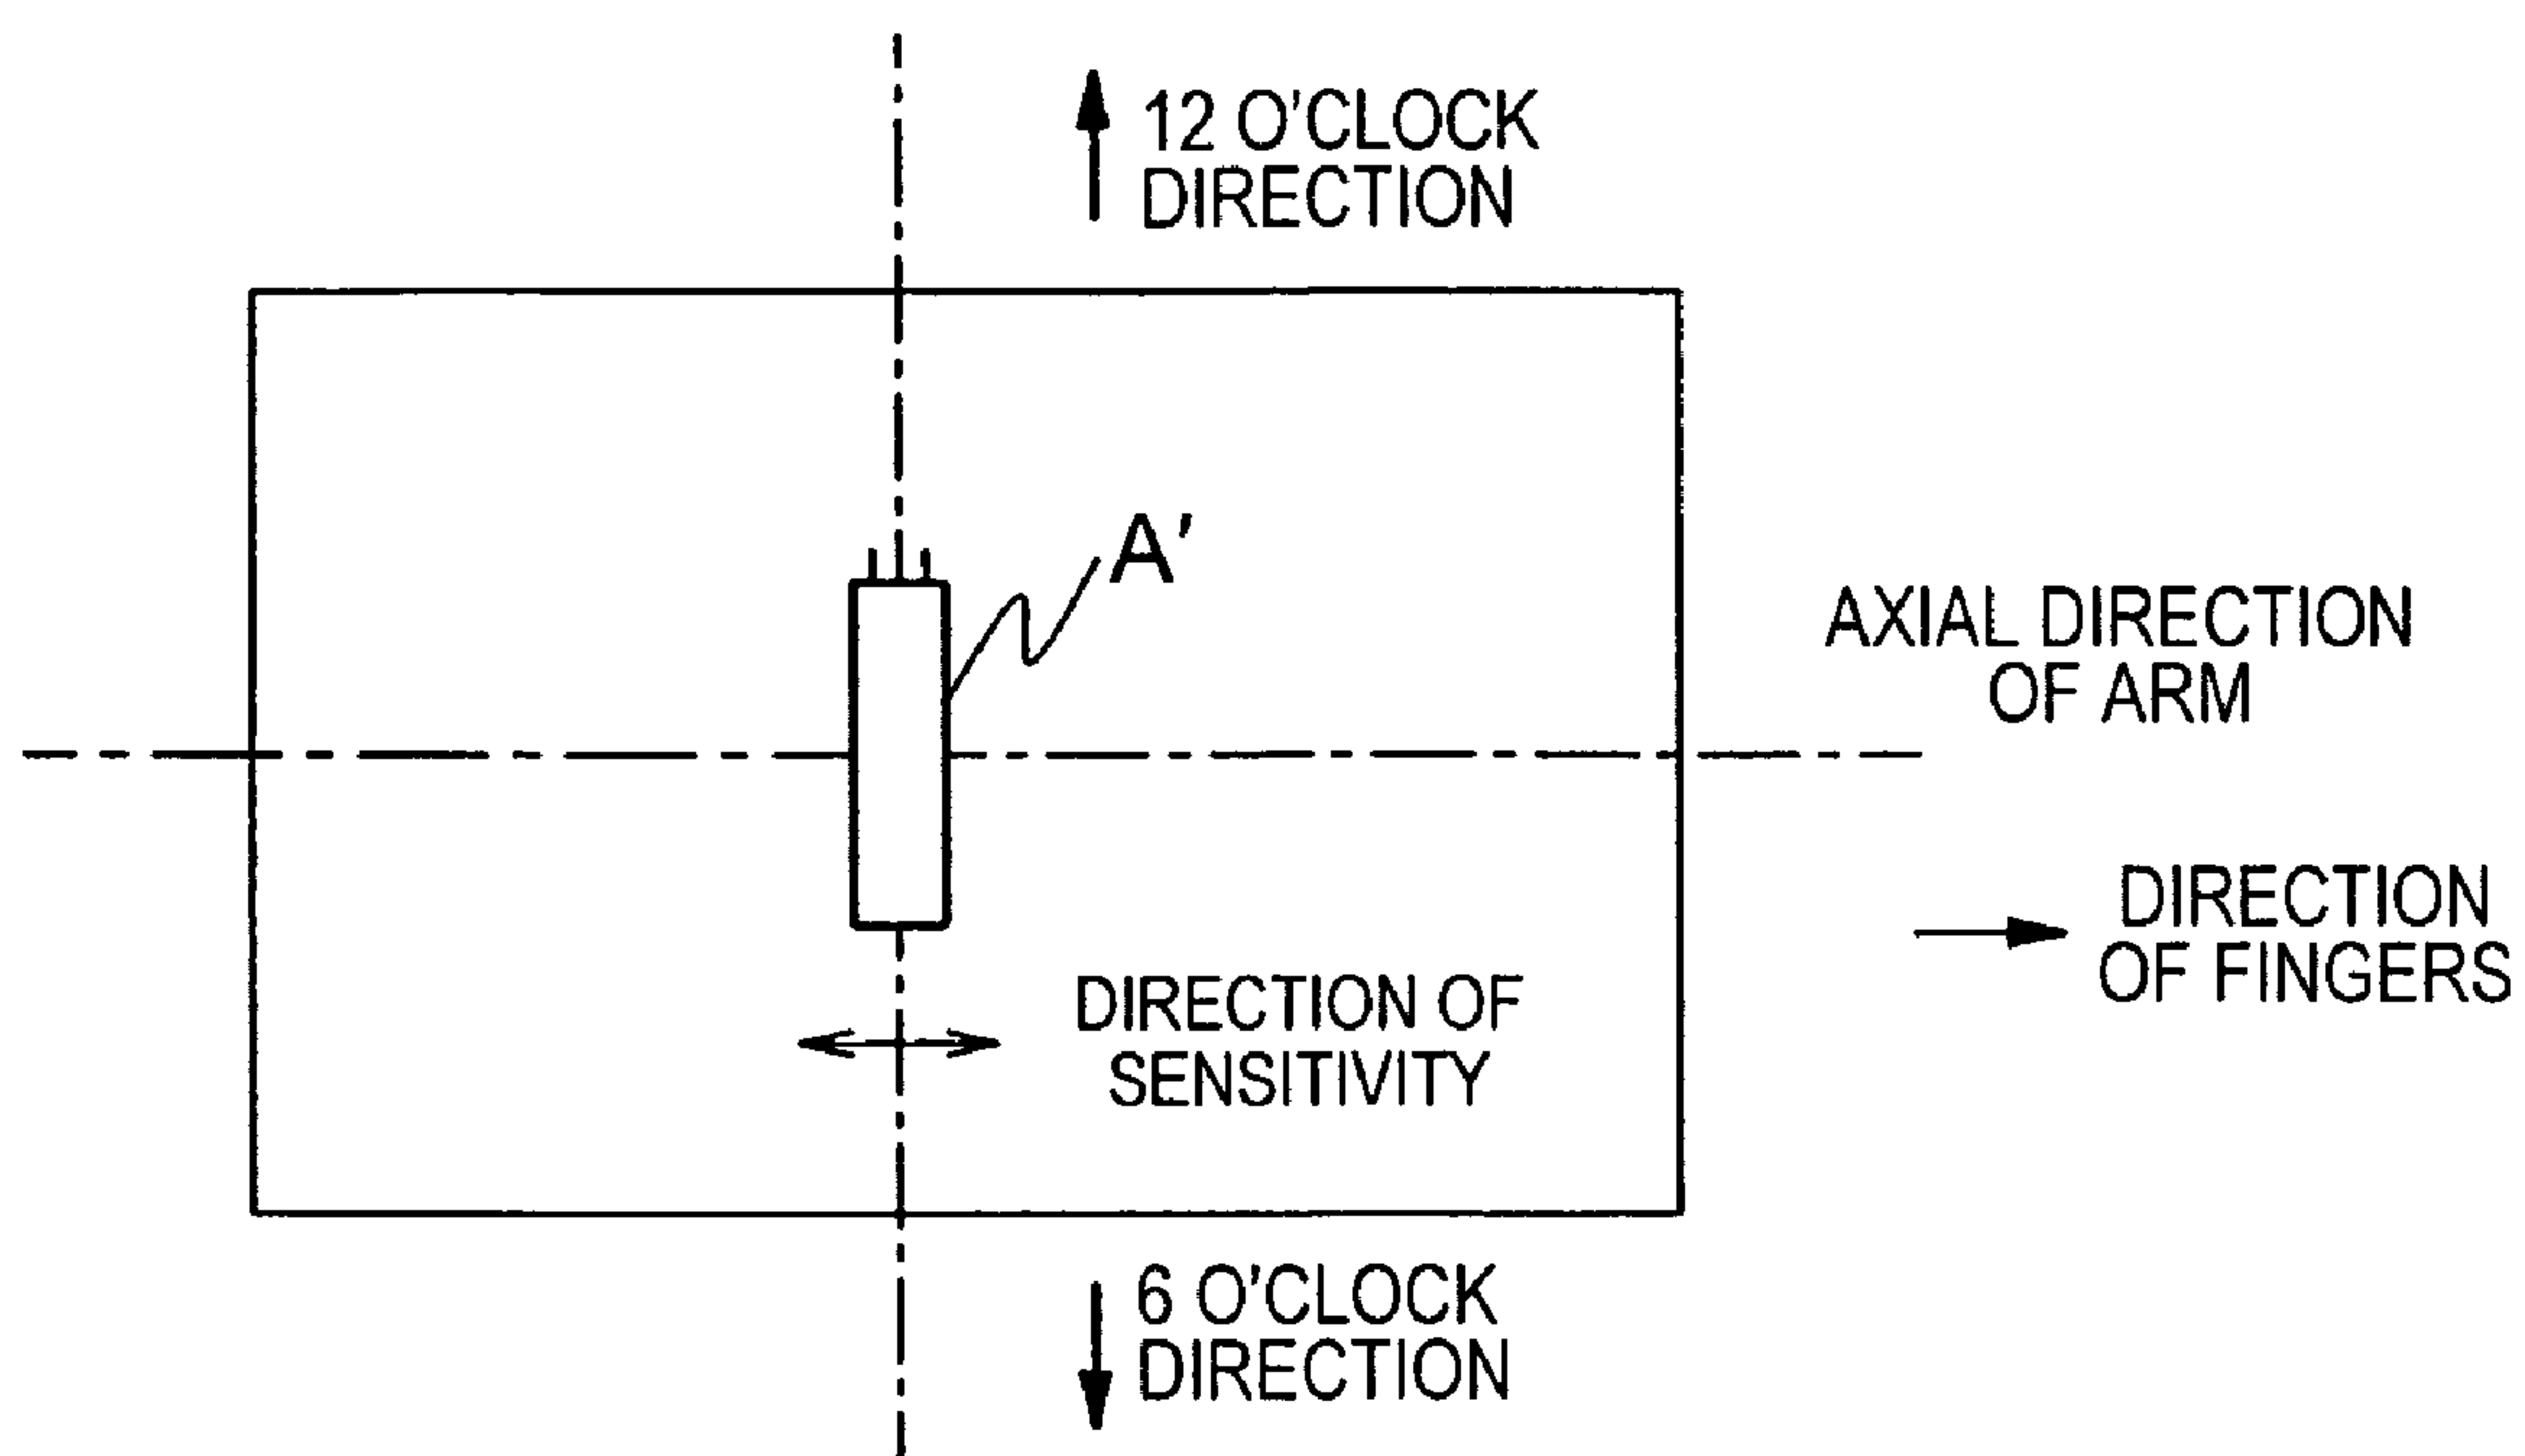 12 O'CLOCK
DIRECTION
A'
AXIAL DIRECTION
OF ARM
DIRECTION
OF FINGERS
DIRECTION OF
SENSITIVITY
6 O'CLOCK
DIRECTION